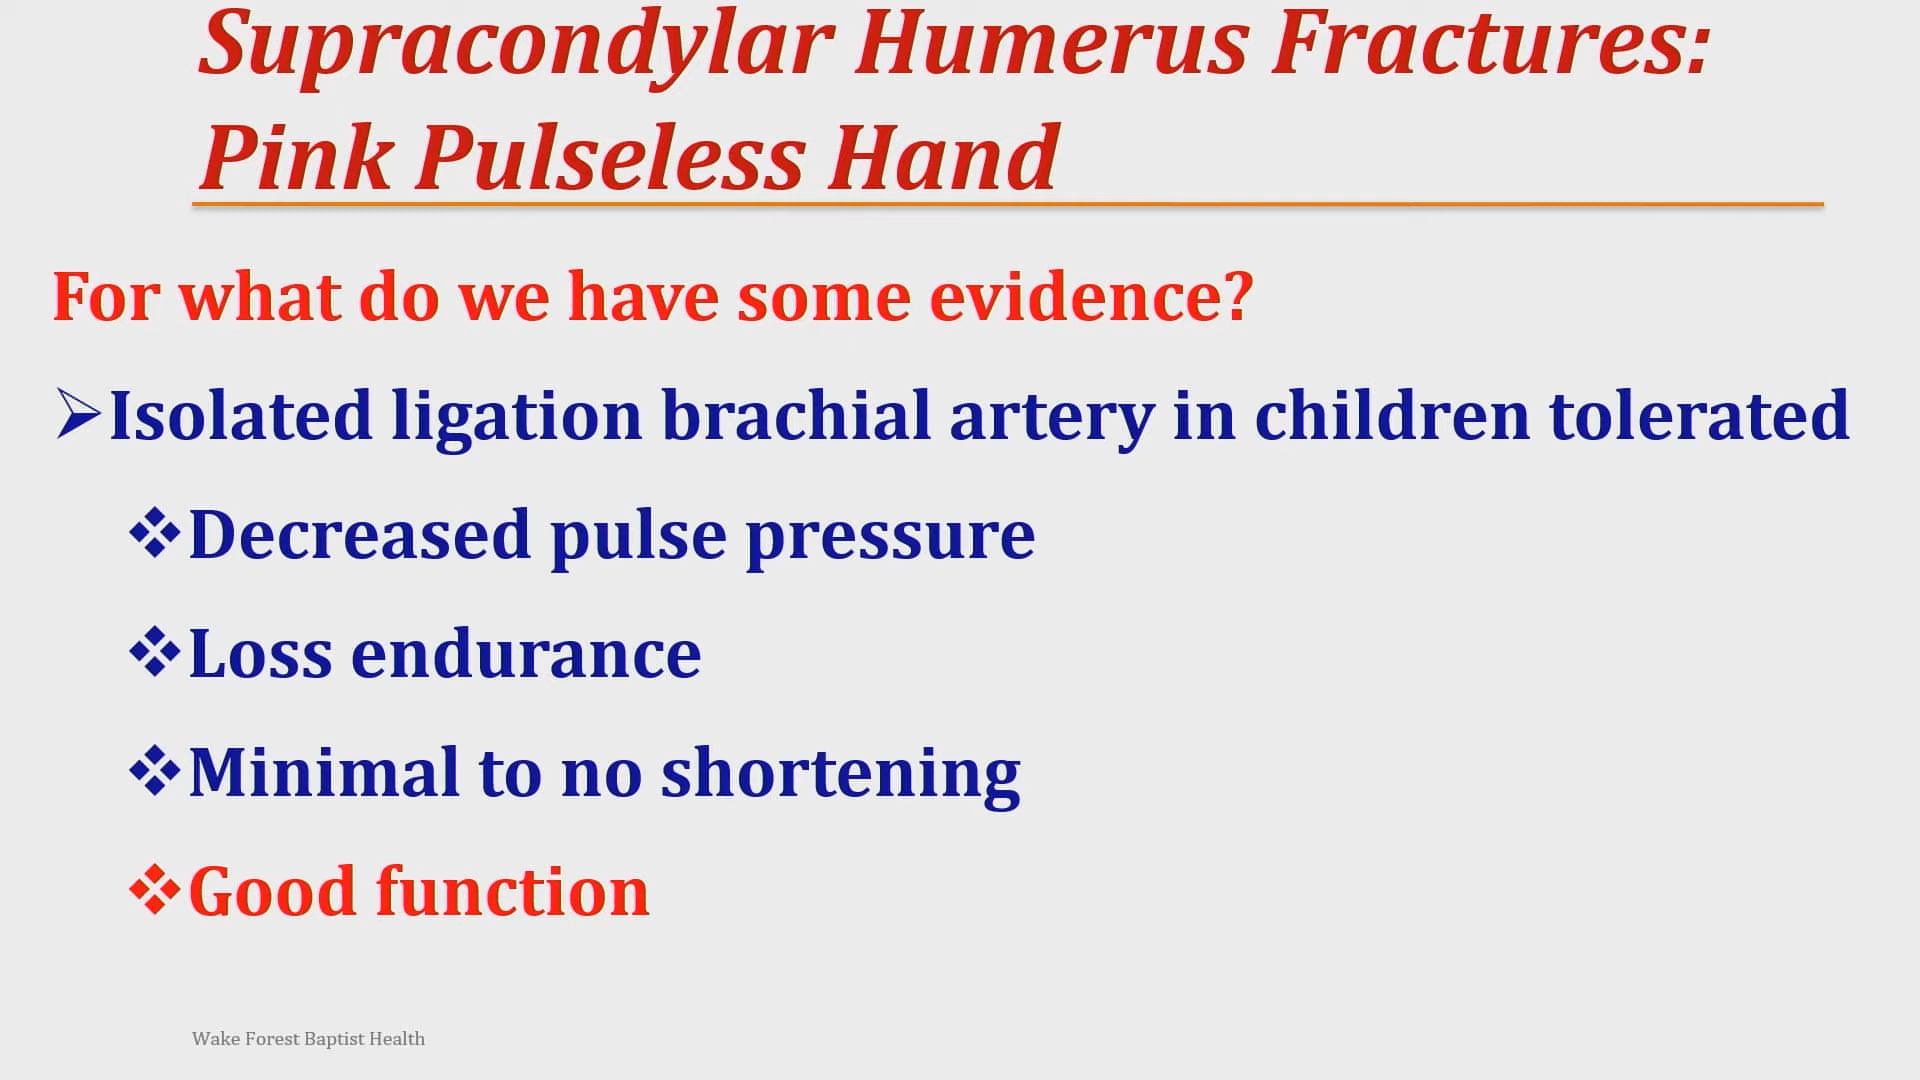 Supracondylar Humerus Fractures:
Pink Pulseless Hand
For what do we have some evidence?
➢Isolated ligation brachial artery in children tolerated
❖Decreased pulse pressure
❖Loss endurance
❖Minimal to no shortening
❖Good function
Wake Forest Baptist Health